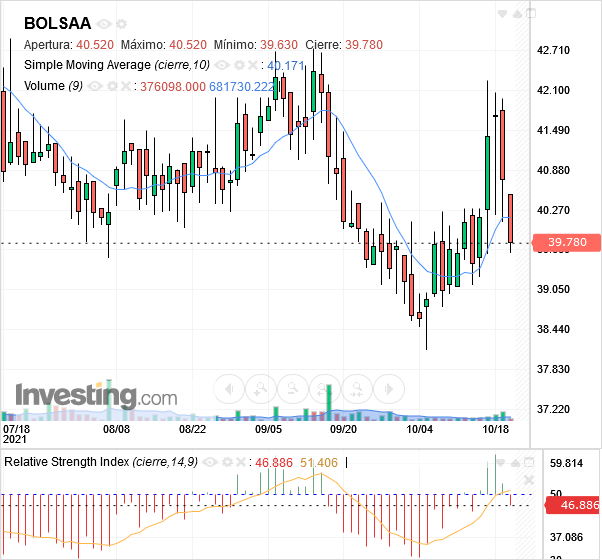 BOLSAA
Apertura: 40.520 Máximo: 40.520 Mínimo: 39.630 Cierre: 39.780
Simple Moving Average (cierre,10) : 40.171
Volume (9) : 376098.000 681730.222
42.710
42.100
41.490
40.880
40.270
39.780
39.050
38.440
37.830
37.220
Investing.com
07/18 08/08 08/22 09/05 09/20 10/04 10/18
2021
Relative Strength Index (cierre,14,9) : 46.886 51.406
59.814
50
46.886
37.086